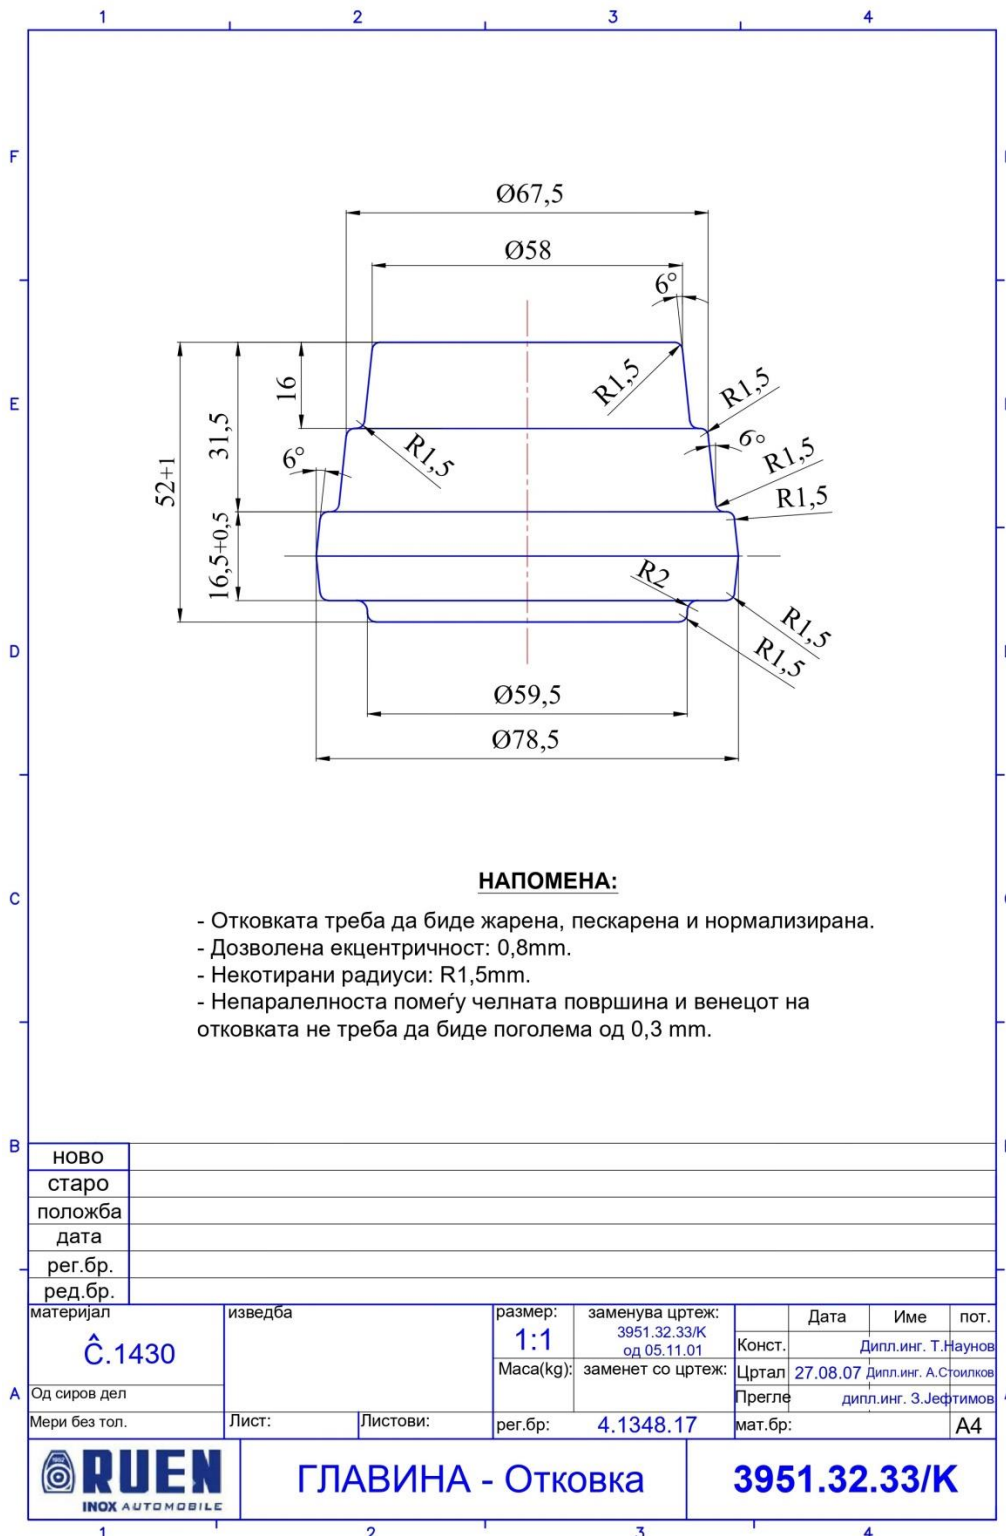 1 2 3 4
F
Ø67,5
Ø58
6°
R1,5
R1,5
16
E
31,5
R1,5
6°
6°
R1,5
R1,5
52+1
16,5+0,5
R2
R1,5
R1,5
D
Ø59,5
Ø78,5
C
НАПОМЕНА:
- Отковката треба да биде жарена, пескарена и нормализирана.
- Дозволена екцентричност: 0,8mm.
- Некотирани радиуси: R1,5mm.
- Непаралелноста помеѓу челната површина и венецот на
отковката не треба да биде поголема од 0,3 mm.
B
ново
старо
положба
дата
рег.бр.
ред.бр.
материјал
Ĉ.1430
изведба
размер:
1:1
заменува цртеж:
3951.32.33/K
од 05.11.01
Дата Име пот.
Конст. Дипл.инг. Т.Наунов
Маса(kg): заменет со цртеж:
Цртал 27.08.07 Дипл.инг. А.Стоилков
A
Од сиров дел
Прегле дипл.инг. З.Јефтимов
Мери без тол.
Лист: Листови:
рег.бр: 4.1348.17
мат.бр: A4
1952
RUEN
INOX AUTOMOBILE
ГЛАВИНА - Отковка
3951.32.33/K
1 2 3 4